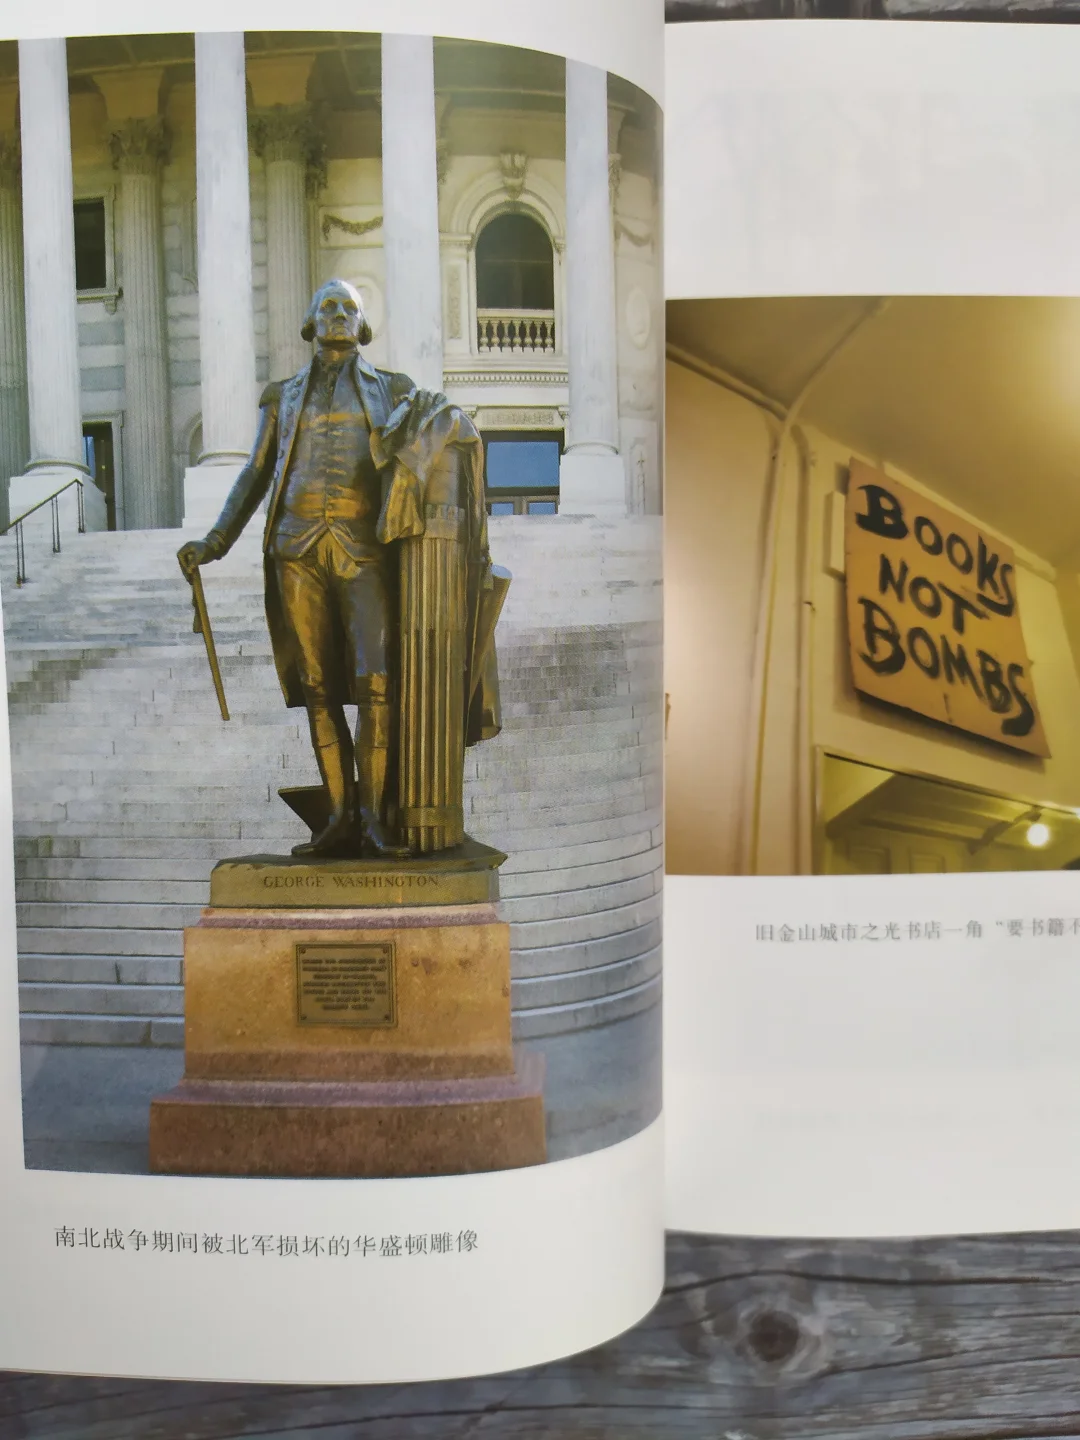 GEORGE WASHINGTON
南北战争期间被北军损坏的华盛顿雕像
BOOKS
NOT
BOMBS
旧金山城市之光书店一角 “要书籍不